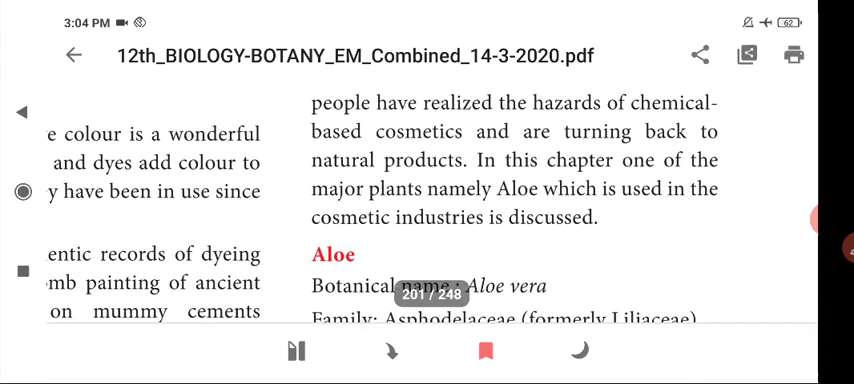 3:04 PM
62
12th_BIOLOGY-BOTANY_EM_Combined_14-3-2020.pdf
e colour is a wonderful
and dyes add colour to
y have been in use since
entic records of dyeing
mb painting of ancient
on mummy cements
people have realized the hazards of chemical-
based cosmetics and are turning back to
natural products. In this chapter one of the
major plants namely Aloe which is used in the
cosmetic industries is discussed.
Aloe
Botanical name : Aloe vera
201 / 248
Family: Asphodelaceae (formerly Liliaceae)